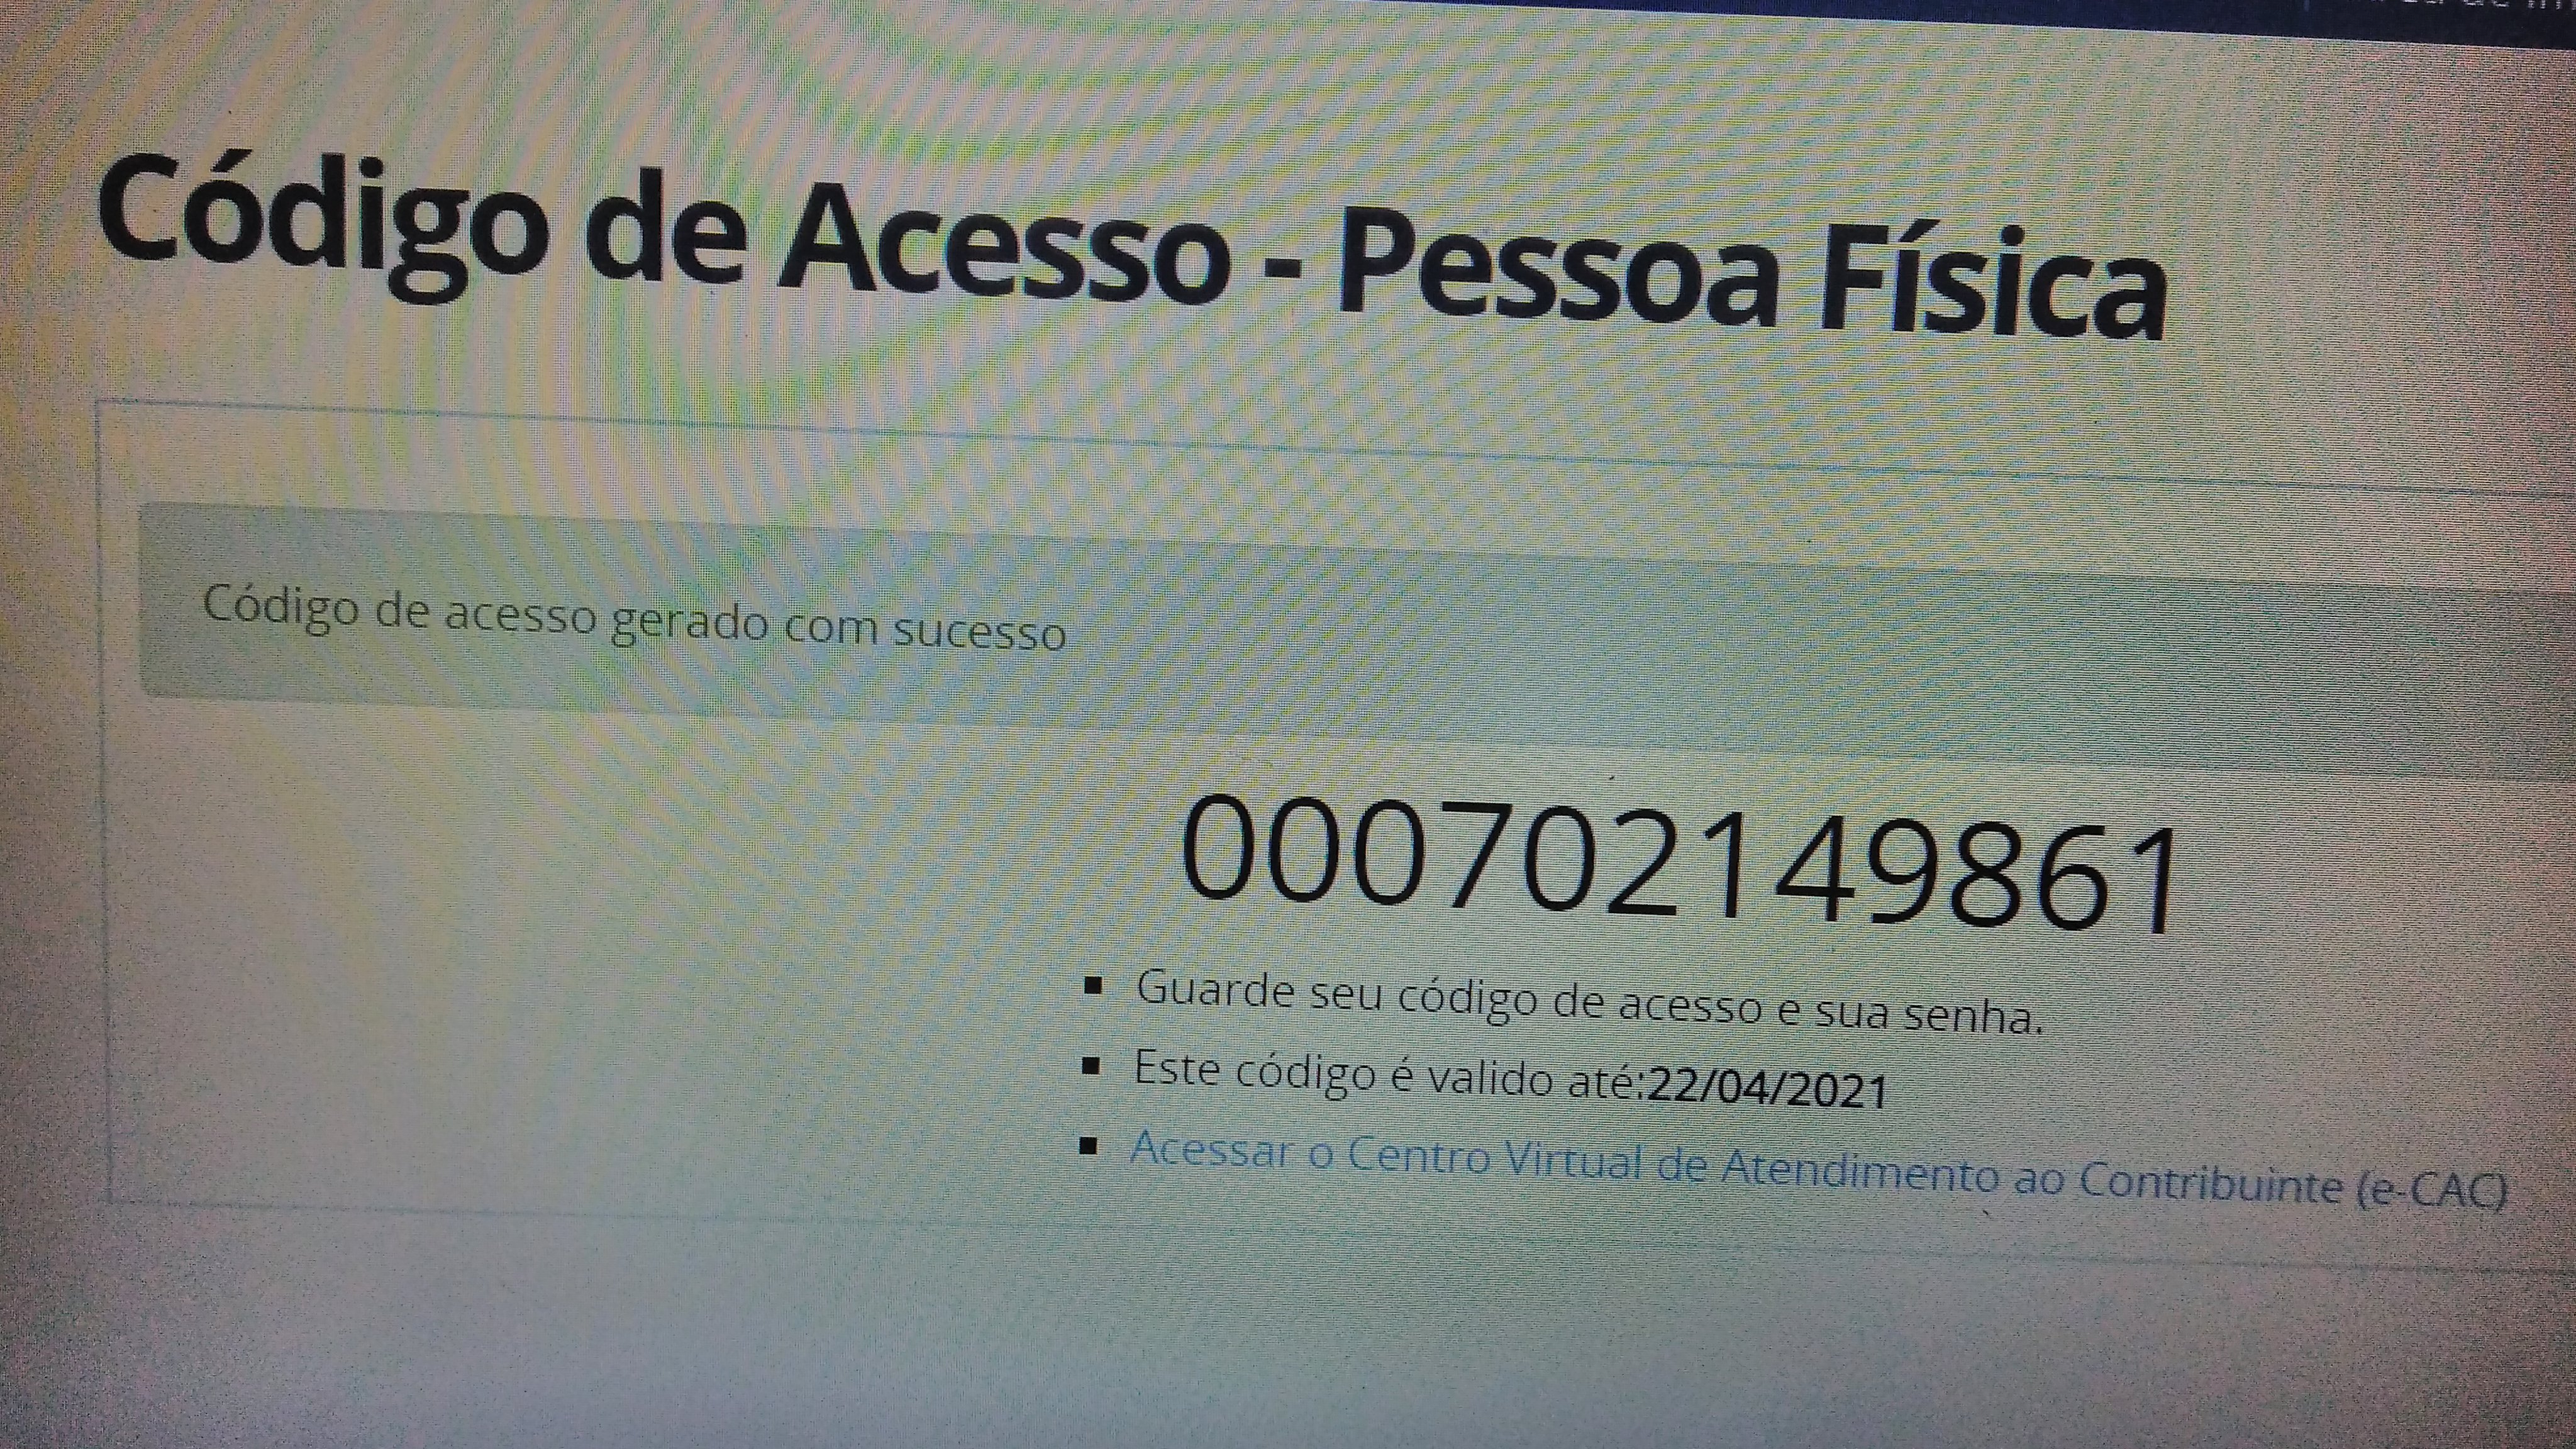 Código de Acesso - Pessoa Física
Código de acesso gerado com sucesso
000702149861
▪ Guarde seu código de acesso e sua senha.
▪ Este código é valido até:22/04/2021
▪ Acessar o Centro Virtual de Atendimento ao Contribuinte (e-CAC)